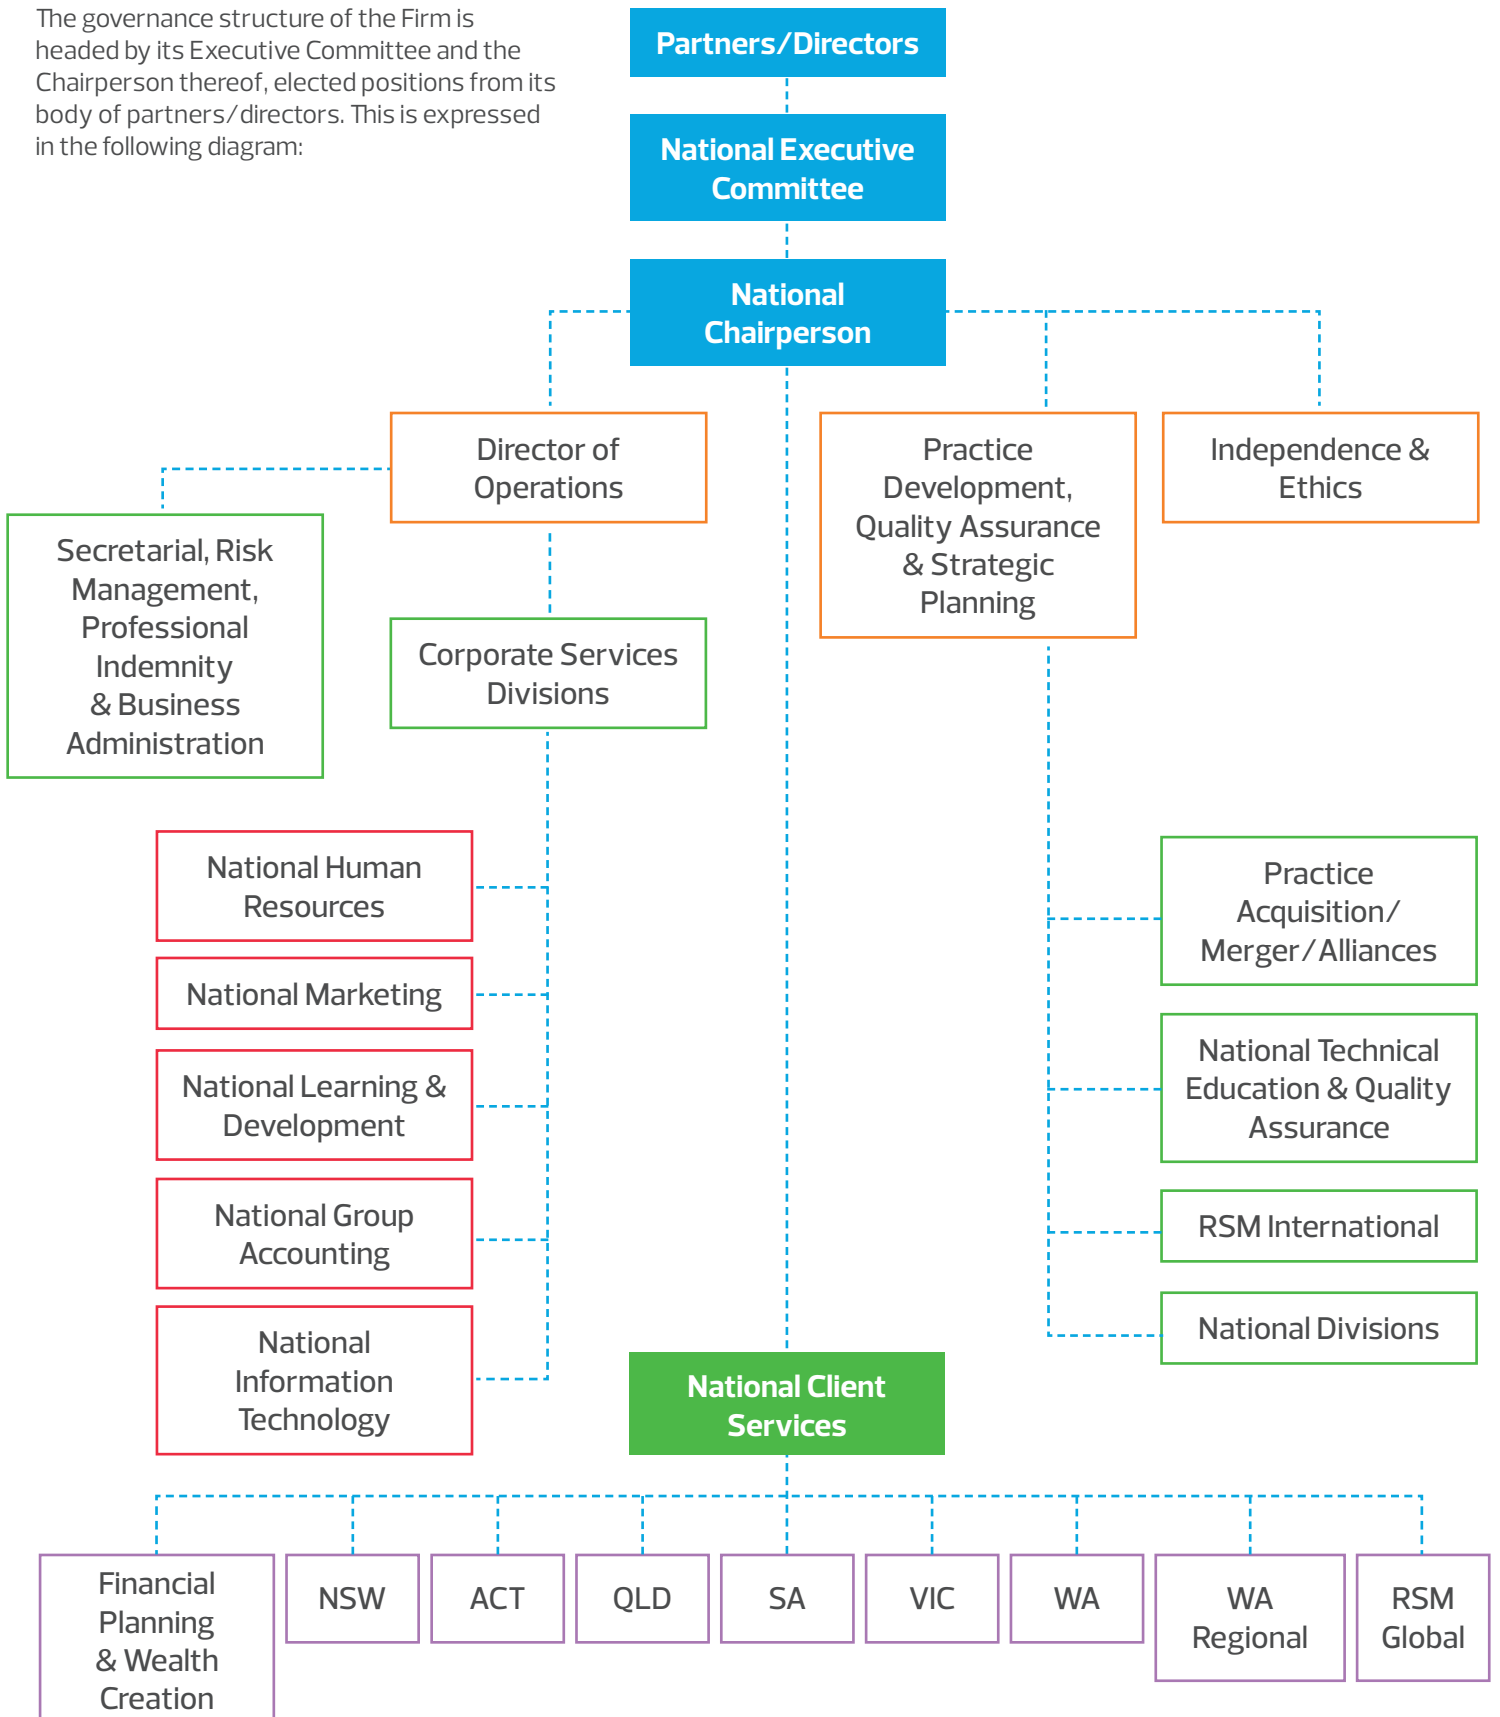 The governance structure of the Firm is
headed by its Executive Committee and the
Chairperson thereof, elected positions from its
body of partners/directors. This is expressed
in the following diagram:
Partners/Directors
National Executive
Committee
National
Chairperson
Director of
Operations
Practice
Development,
Quality Assurance
& Strategic
Planning
Independence &
Ethics
Secretarial, Risk
Management,
Professional
Indemnity
& Business
Administration
Corporate Services
Divisions
National Human
Resources
National Marketing
National Learning &
Development
National Group
Accounting
National
Information
Technology
Practice
Acquisition/
Merger/Alliances
National Technical
Education & Quality
Assurance
RSM International
National Divisions
National Client
Services
Financial
Planning
& Wealth
Creation
NSW
ACT
QLD
SA
VIC
WA
WA
Regional
RSM
Global